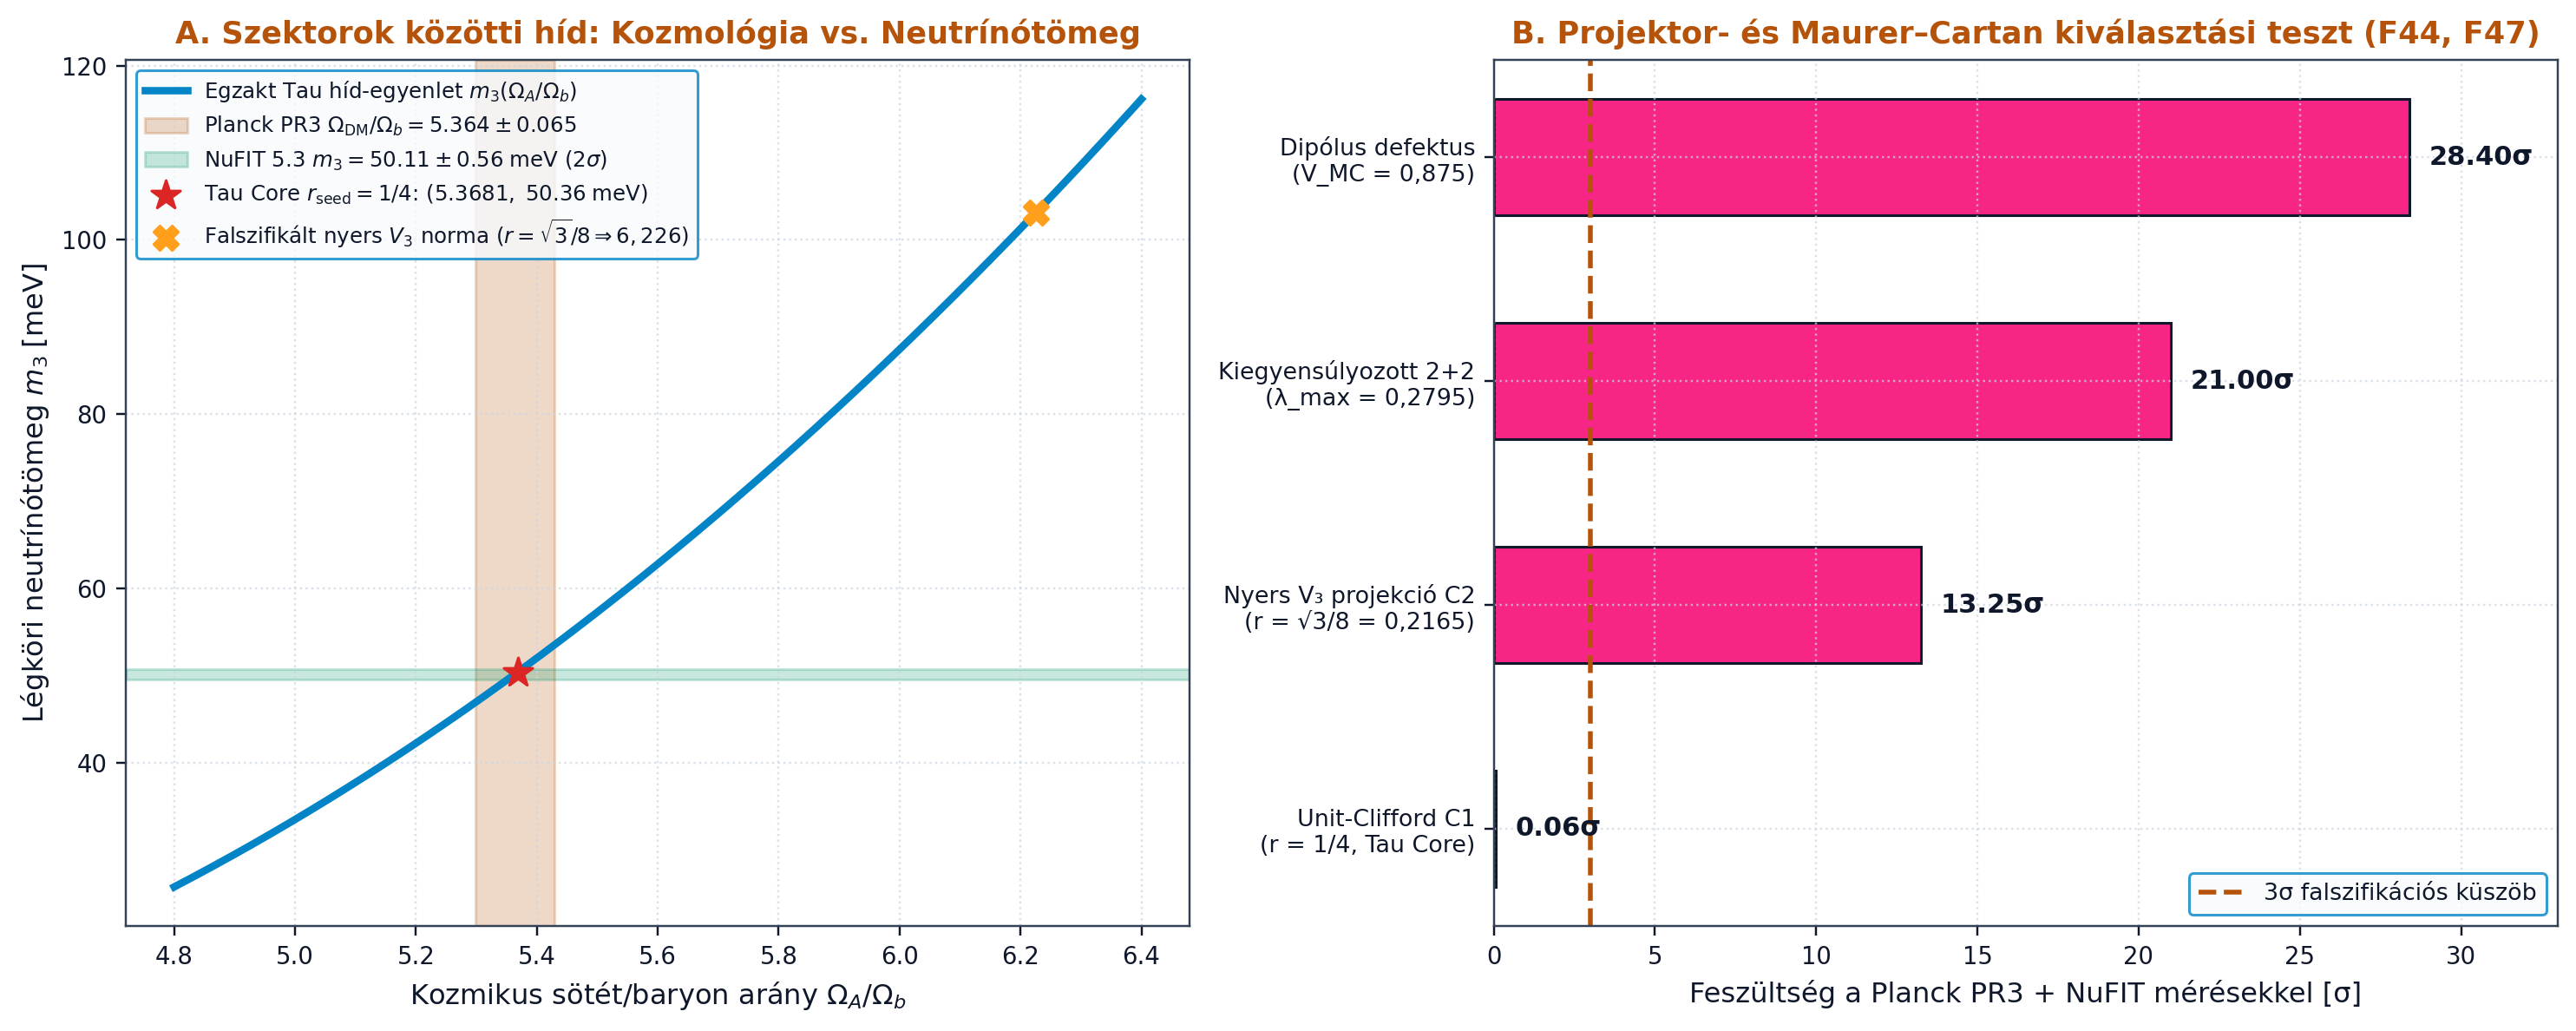 A. Szektorok közötti híd: Kozmológia vs. Neutrínótömeg
120
100
80
60
40
Légköri neutrínótömeg m₃ [meV]
Egzakt Tau híd-egyenlet m₃(Ω_A/Ω_b)
Planck PR3 Ω_DM/Ω_b = 5.364 ± 0.065
NuFIT 5.3 m₃ = 50.11 ± 0.56 meV (2σ)
Tau Core r_seed = 1/4: (5.3681, 50.36 meV)
Falszifikált nyers V₃ norma (r = √3/8 ⇒ 6,226)
4.8 5.0 5.2 5.4 5.6 5.8 6.0 6.2 6.4
Kozmikus sötét/baryon arány Ω_A/Ω_b
B. Projektor- és Maurer–Cartan kiválasztási teszt (F44, F47)
Dipólus defektus
(V_MC = 0,875)
28.40σ
Kiegyensúlyozott 2+2
(λ_max = 0,2795)
21.00σ
Nyers V₃ projekció C2
(r = √3/8 = 0,2165)
13.25σ
Unit-Clifford C1
(r = 1/4, Tau Core)
0.06σ
3σ falszifikációs küszöb
0 5 10 15 20 25 30
Feszültség a Planck PR3 + NuFIT mérésekkel [σ]